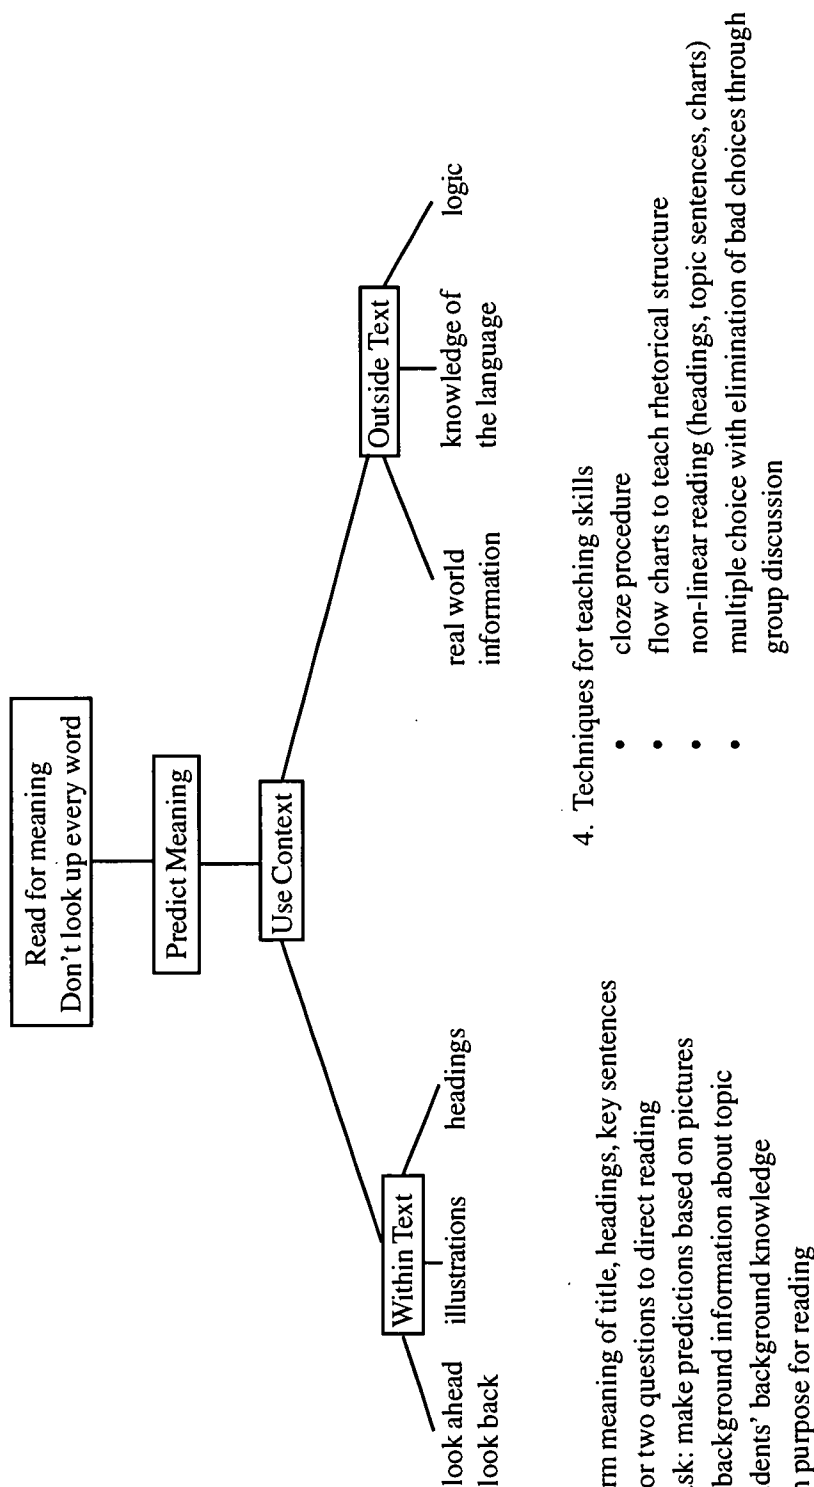 Read for meaning
Don't look up every word
Predict Meaning
Use Context
Within Text
look ahead
look back
illustrations
headings
Outside Text
real world
information
knowledge of
the language
logic
meaning of title, headings, key sentences
or two questions to direct reading
make predictions based on pictures
background information about topic
background knowledge
purpose for reading
4. Techniques for teaching skills
• cloze procedure
• flow charts to teach rhetorical structure
• non-linear reading (headings, topic sentences, charts)
• multiple choice with elimination of bad choices through
group discussion